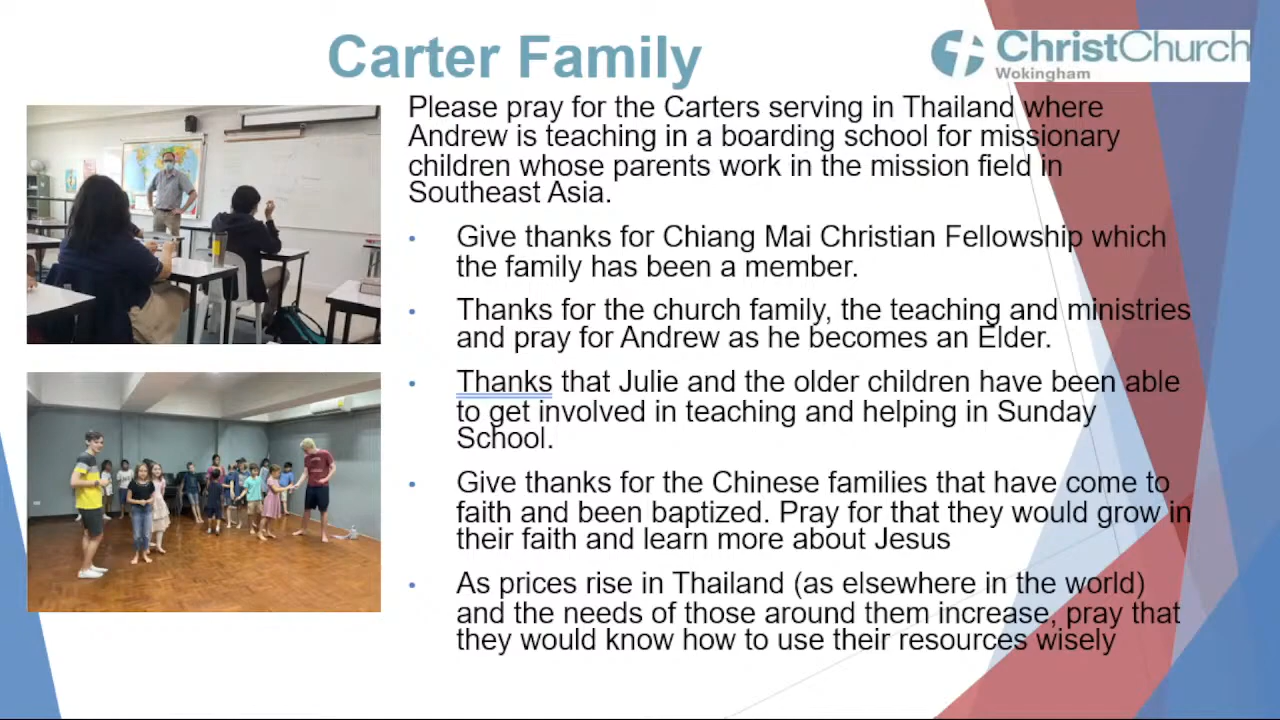 Carter Family
ChristChurch
Wokingham
Please pray for the Carters serving in Thailand where
Andrew is teaching in a boarding school for missionary
children whose parents work in the mission field in
Southeast Asia.
• Give thanks for Chiang Mai Christian Fellowship which
the family has been a member.
• Thanks for the church family, the teaching and ministries
and pray for Andrew as he becomes an Elder.
• Thanks that Julie and the older children have been able
to get involved in teaching and helping in Sunday
School.
• Give thanks for the Chinese families that have come to
faith and been baptized. Pray for that they would grow in
their faith and learn more about Jesus
• As prices rise in Thailand (as elsewhere in the world)
and the needs of those around them increase, pray that
they would know how to use their resources wisely